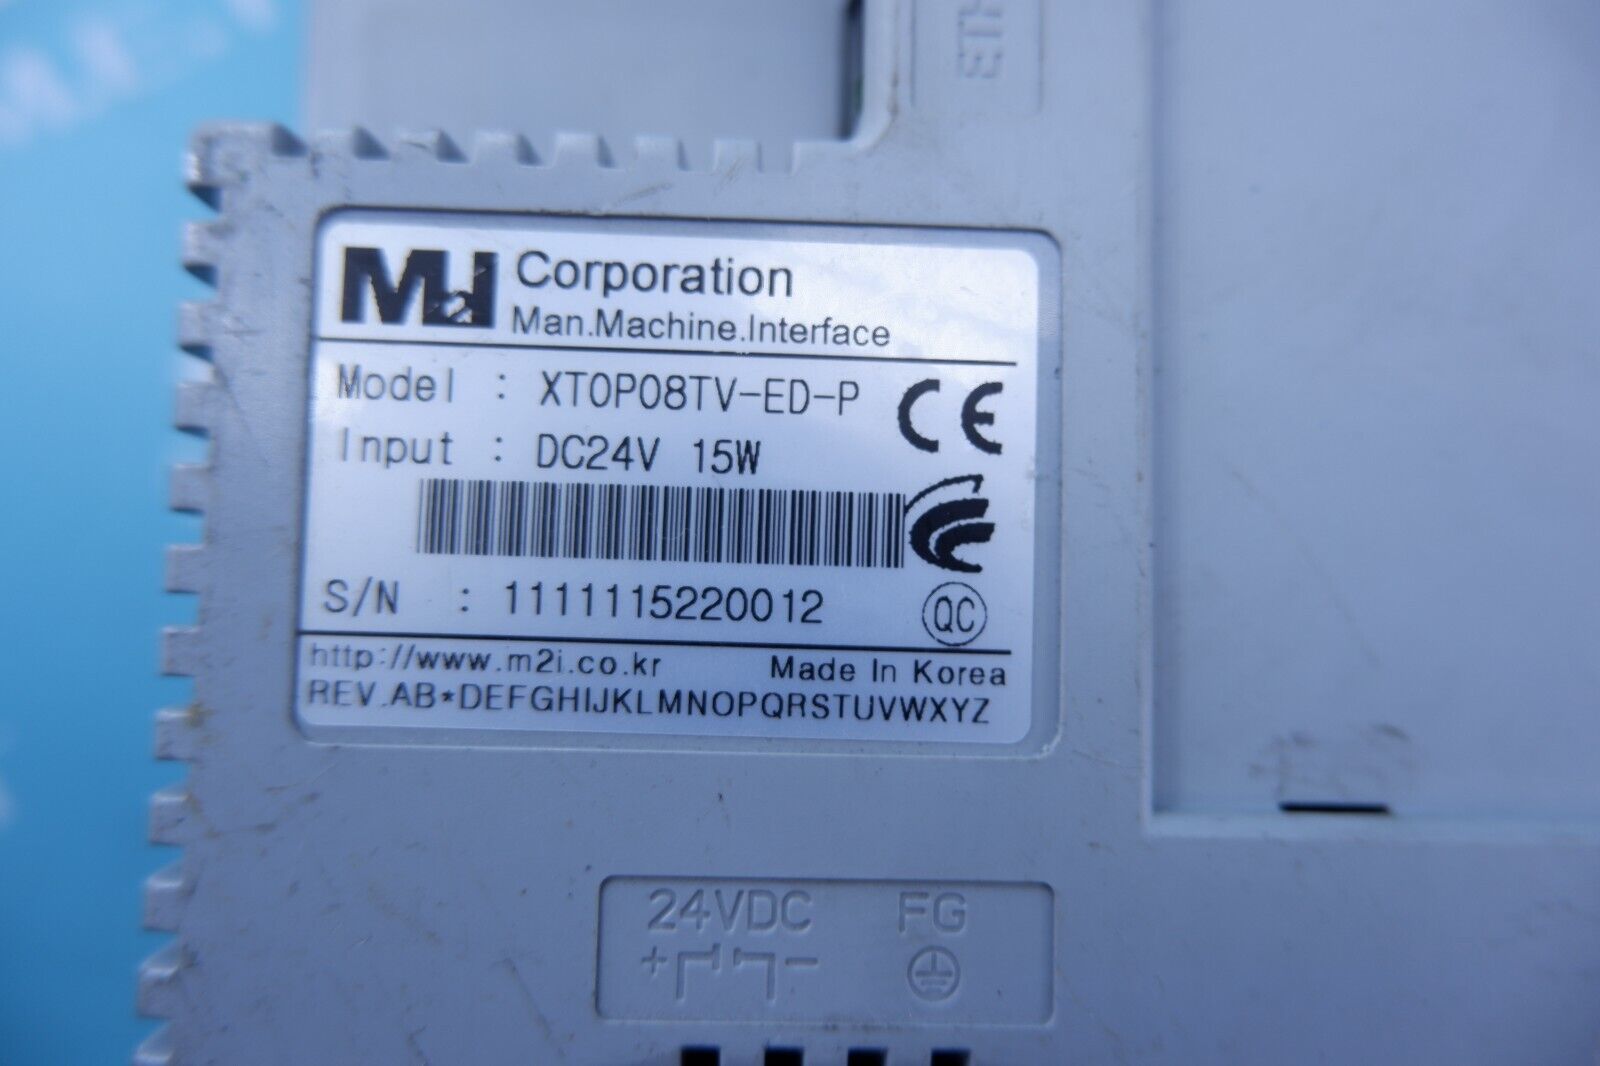 M2I Corporation
Man.Machine.Interface
Model : XTOP08TV-ED-P
CE
Input : DC24V 15W
S/N : 1111115220012
QC
http://www.m2i.co.kr Made In Korea
REV.AB*DEFGHIJKLMNOPQRSTUVWXYZ
24VDC FG
+ -